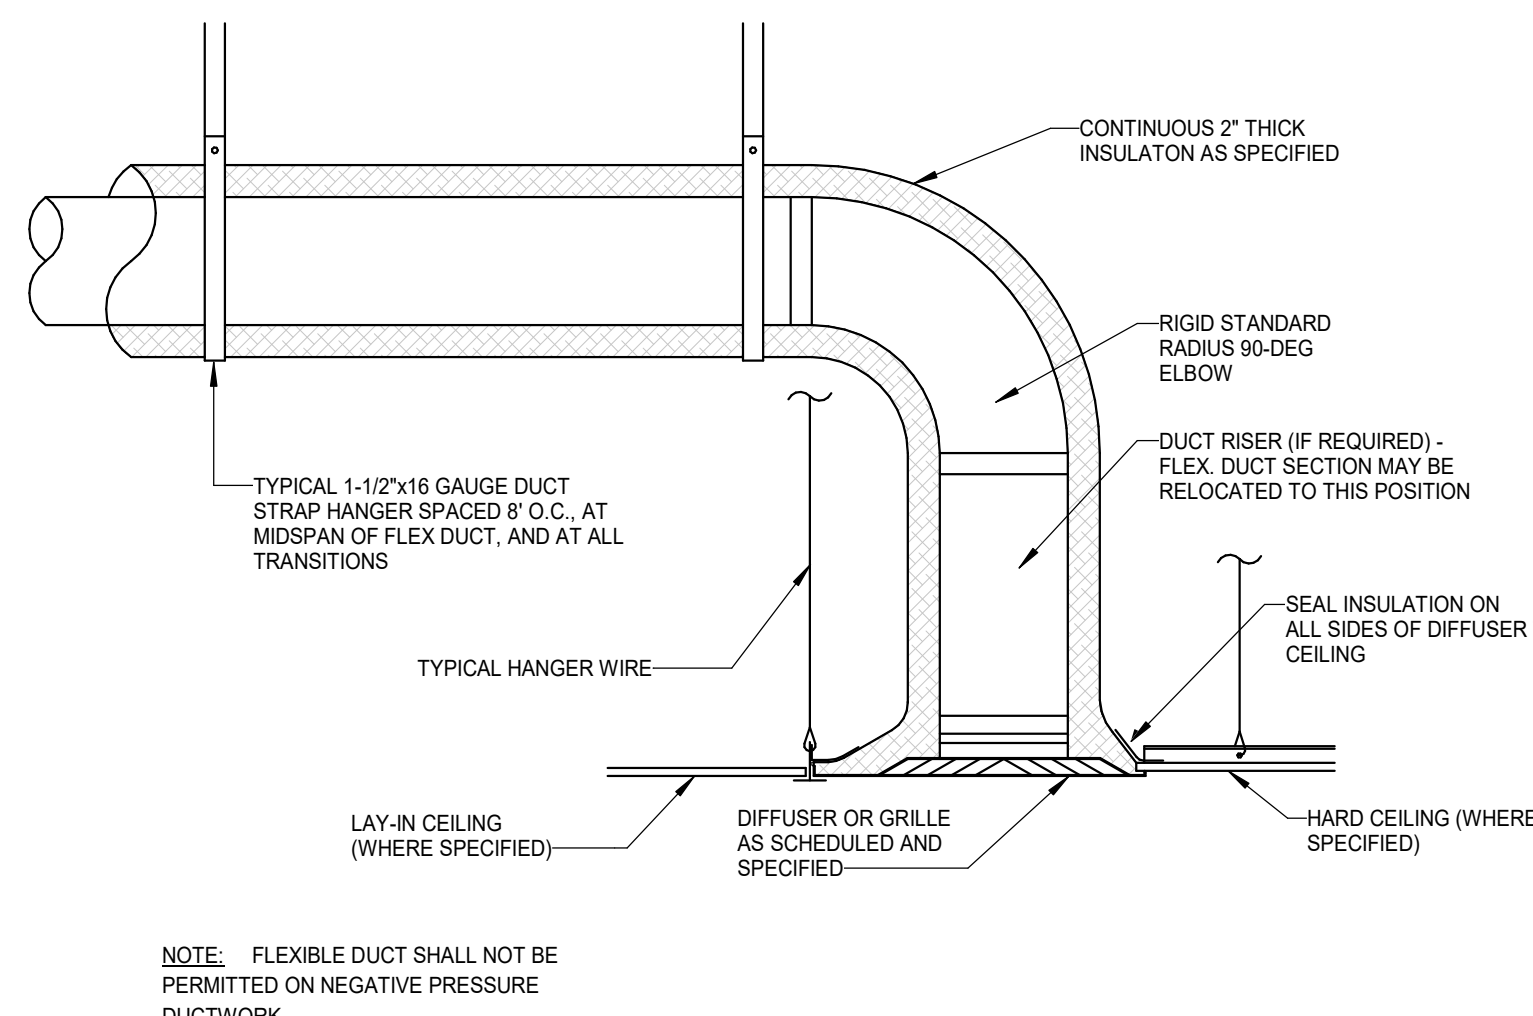 CONTINUOUS 2" THICK
INSULATON AS SPECIFIED
RIGID STANDARD
RADIUS 90-DEG
ELBOW
DUCT RISER (IF REQUIRED) -
FLEX. DUCT SECTION MAY BE
RELOCATED TO THIS POSITION
TYPICAL 1-1/2"x16 GAUGE DUCT
STRAP HANGER SPACED 8' O.C., AT
MIDSPAN OF FLEX DUCT, AND AT ALL
TRANSITIONS
SEAL INSULATION ON
ALL SIDES OF DIFFUSER
CEILING
TYPICAL HANGER WIRE
LAY-IN CEILING
(WHERE SPECIFIED)
DIFFUSER OR GRILLE
AS SCHEDULED AND
SPECIFIED
HARD CEILING (WHERE
SPECIFIED)
NOTE: FLEXIBLE DUCT SHALL NOT BE
PERMITTED ON NEGATIVE PRESSURE
DUCTWORK